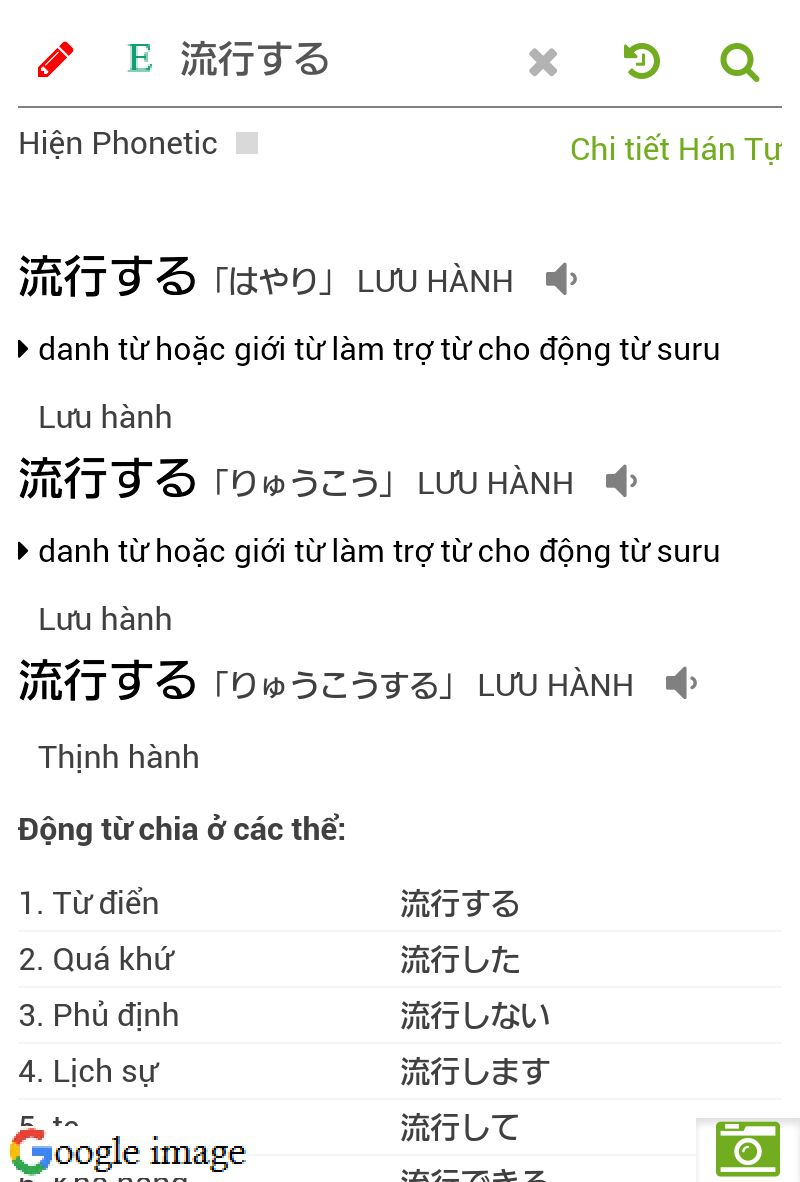 E 流行する
Hiện Phonetic
Chi tiết Hán Tự
流行する「はやり」 LƯU HÀNH
danh từ hoặc giới từ làm trợ từ cho động từ suru
Lưu hành
流行する「りゅうこう」 LƯU HÀNH
danh từ hoặc giới từ làm trợ từ cho động từ suru
Lưu hành
流行する「りゅうこうする」 LƯU HÀNH
Thịnh hành
Động từ chia ở các thể:
1. Từ điển 流行する
2. Quá khứ 流行した
3. Phủ định 流行しない
4. Lịch sự 流行します
5. te 流行して
Google image
流行できる